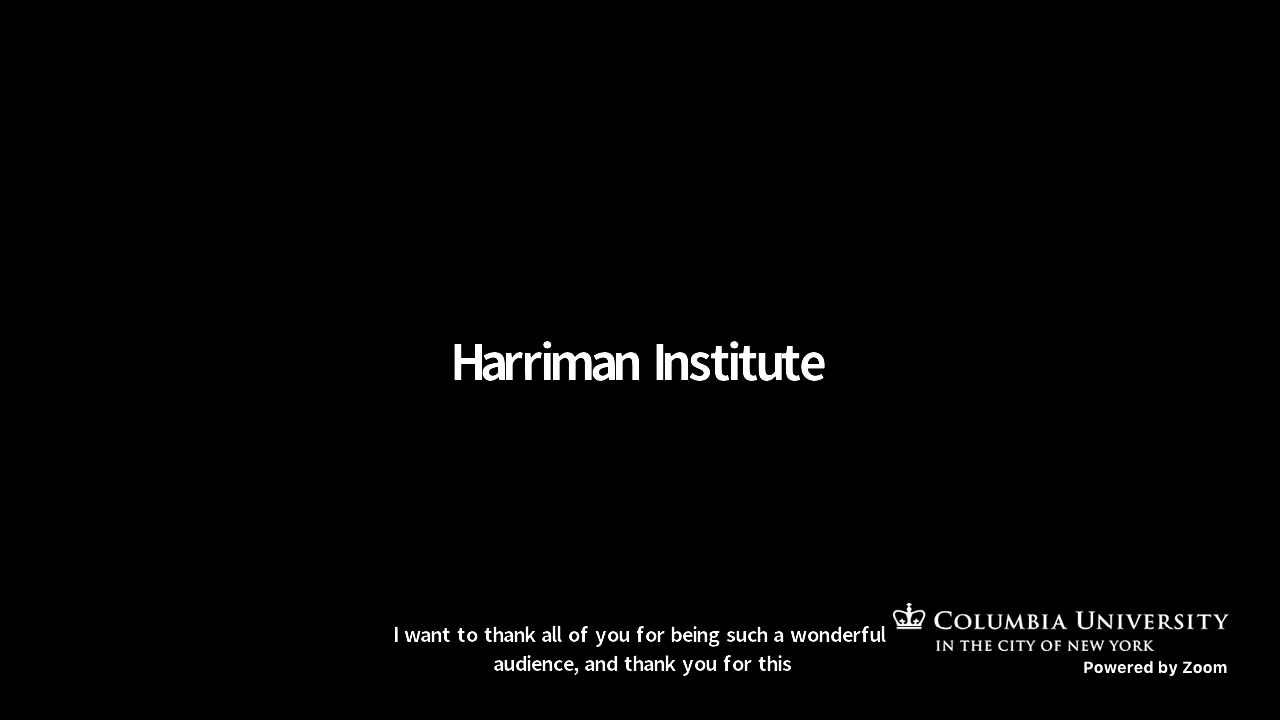 Harriman Institute
I want to thank all of you for being such a wonderful
audience, and thank you for this
COLUMBIA UNIVERSITY
IN THE CITY OF NEW YORK
Powered by Zoom